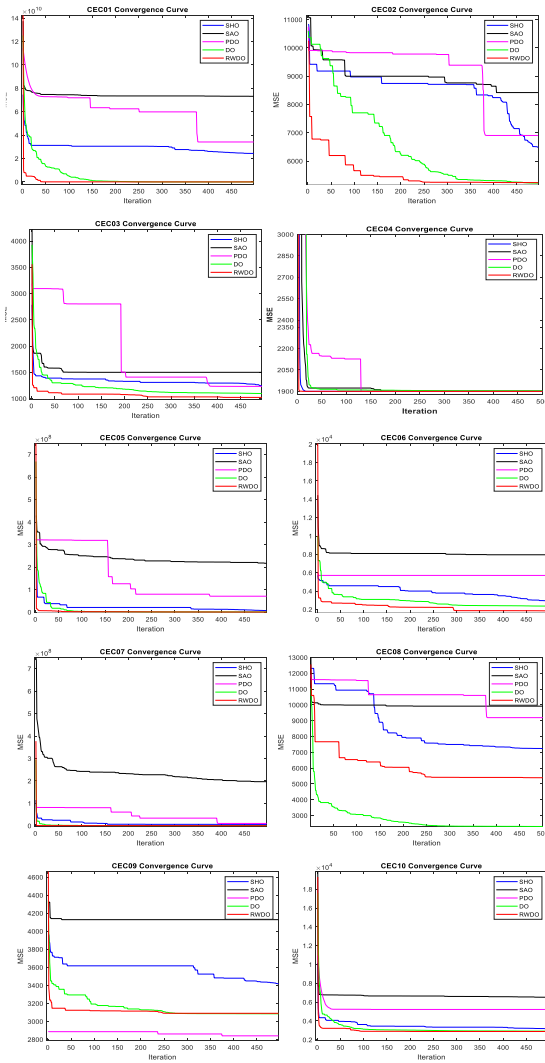 CEC01 Convergence Curve
×10^10
14
12
10
8
6
4
2
0
SHO
SAO
PDO
DO
RWDO
0 50 100 150 200 250 300 350 400 450
Iteration
CEC02 Convergence Curve
11000
10000
9000
8000
7000
6000
MSE
SHO
SAO
PDO
DO
RWDO
0 50 100 150 200 250 300 350 400 450
Iteration
CEC03 Convergence Curve
4000
3500
3000
2500
2000
1500
1000
SHO
SAO
PDO
DO
RWDO
0 50 100 150 200 250 300 350 400 450
Iteration
CEC04 Convergence Curve
3000
2850
2700
2550
2350
2200
2050
1900
MSE
SHO
SAO
PDO
DO
RWDO
0 50 100 150 200 250 300 350 400 450 500
Iteration
CEC05 Convergence Curve
×10^8
7
6
5
4
3
2
1
0
MSE
SHO
SAO
PDO
DO
RWDO
0 50 100 150 200 250 300 350 400 450
Iteration
CEC06 Convergence Curve
×10^4
2
1.8
1.6
1.4
1.2
1
0.8
0.6
0.4
0.2
MSE
SHO
SAO
PDO
DO
RWDO
0 50 100 150 200 250 300 350 400 450
Iteration
CEC07 Convergence Curve
×10^8
7
6
5
4
3
2
1
0
MSE
SHO
SAO
PDO
DO
RWDO
0 50 100 150 200 250 300 350 400 450
Iteration
CEC08 Convergence Curve
13000
12000
11000
10000
9000
8000
7000
6000
5000
4000
3000
MSE
SHO
SAO
PDO
DO
RWDO
50 100 150 200 250 300 350 400 450
Iteration
CEC09 Convergence Curve
4600
4400
4200
4000
3800
3600
3400
3200
3000
2800
MSE
SHO
SAO
PDO
DO
RWDO
0 50 100 150 200 250 300 350 400 450
Iteration
CEC10 Convergence Curve
×10^4
1.8
1.6
1.4
1.2
1
0.8
0.6
0.4
0.2
MSE
SHO
SAO
PDO
DO
RWDO
0 50 100 150 200 250 300 350 400 450 500
Iteration